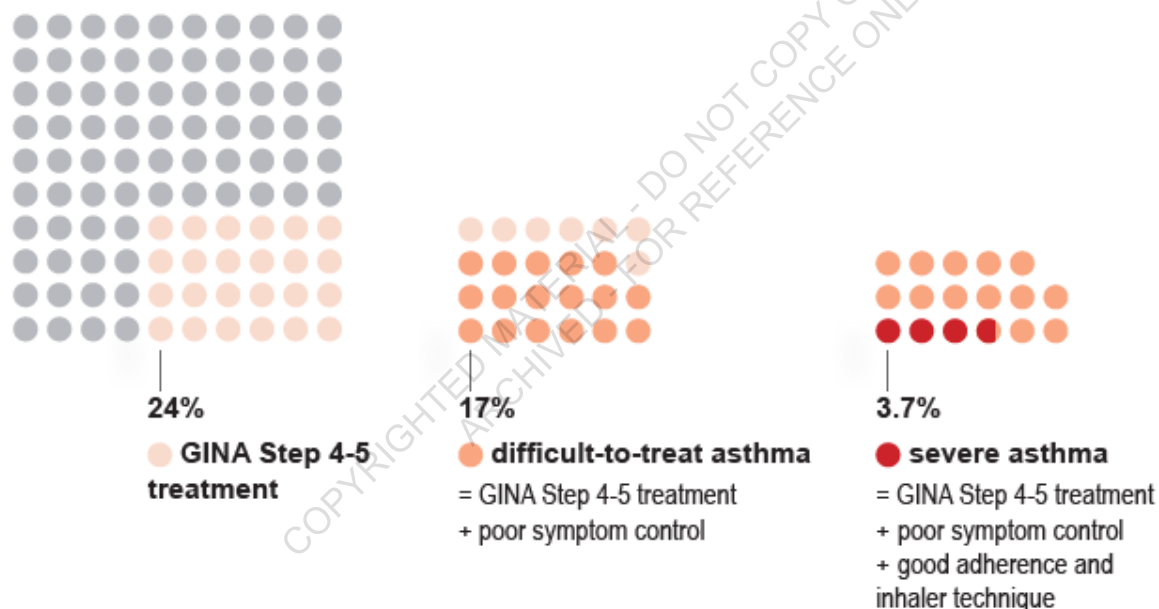 COPYRIGHTED MATERIAL - DO NOT COPY
ARCHIVED - FOR REFERENCE ONL
24%
GINA Step 4-5
treatment
17%
difficult-to-treat asthma
= GINA Step 4-5 treatment
+ poor symptom control
3.7%
severe asthma
= GINA Step 4-5 treatment
+ poor symptom control
+ good adherence and
inhaler technique